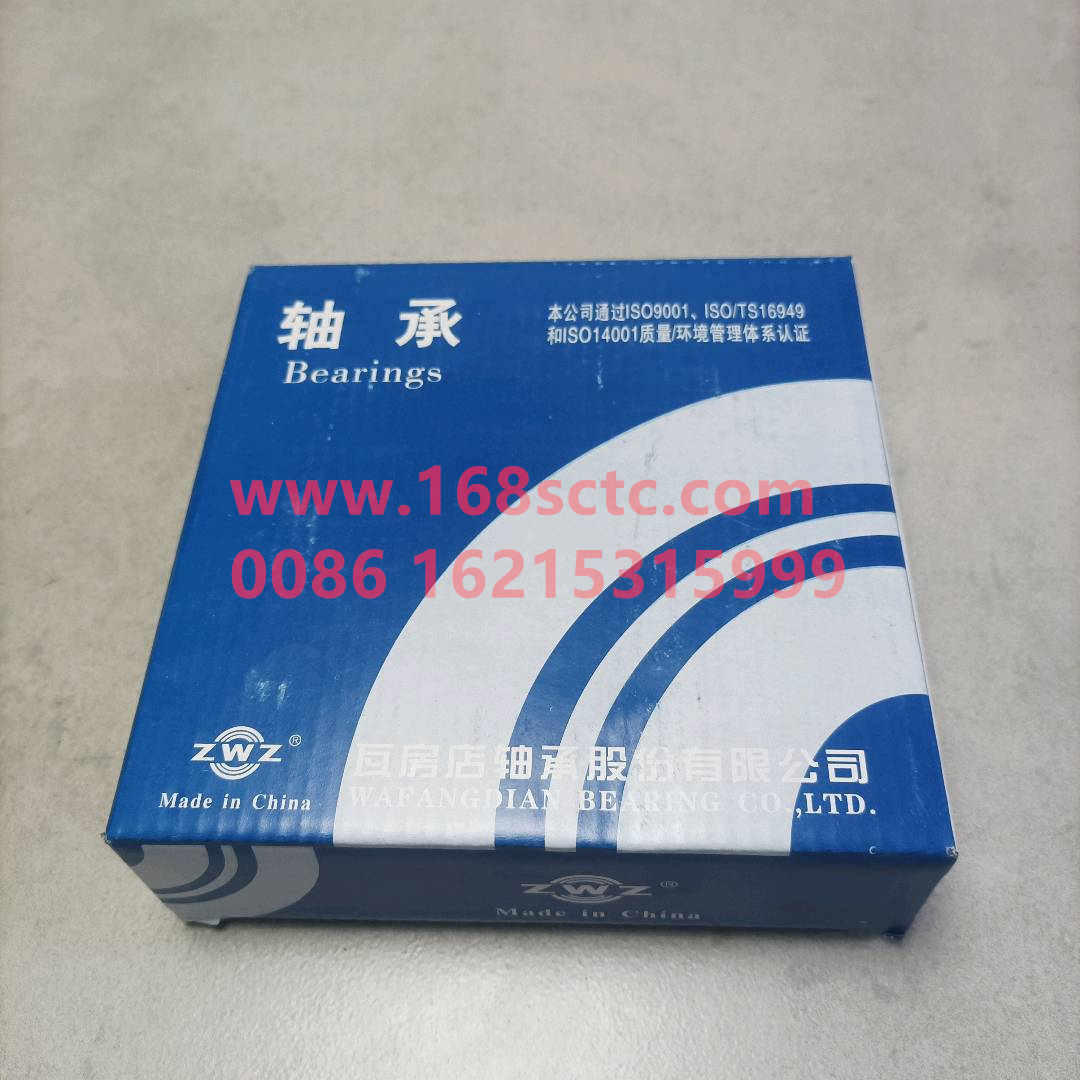 轴 承
Bearings
本公司通过ISO9001、ISO/TS16949
和ISO14001质量/环境管理体系认证
www.168sctc.com
0086 16215315999
ZWZ®
Made in China
瓦房店轴承股份有限公司
WAFANGDIAN BEARING CO.,LTD.
ZWZ®
Made in China